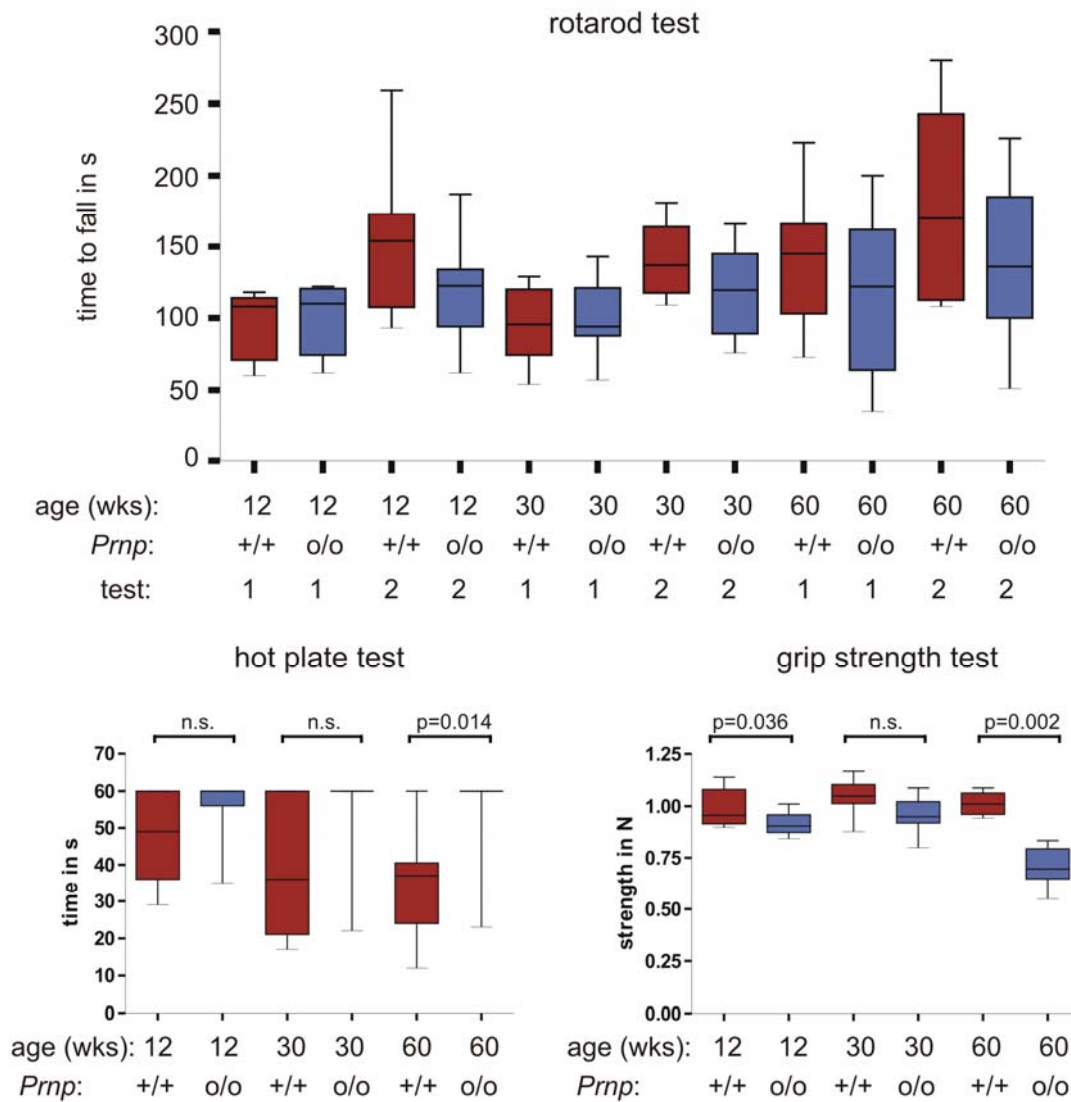 rotarod test
300
250
200
150
100
50
0
time to fall in s
age (wks): 12 12 12 12 30 30 30 30 60 60 60 60
Prnp: +/+ o/o +/+ o/o +/+ o/o +/+ o/o +/+ o/o +/+ o/o
test: 1 1 2 2 1 1 2 2 1 1 2 2
hot plate test
n.s. n.s. p=0.014
70
60
50
40
30
20
10
0
time in s
age (wks): 12 12 30 30 60 60
Prnp: +/+ o/o +/+ o/o +/+ o/o
grip strength test
p=0.036 n.s. p=0.002
1.25
1.00
0.75
0.50
0.25
0.00
strength in N
age (wks): 12 12 30 30 60 60
Prnp: +/+ o/o +/+ o/o +/+ o/o